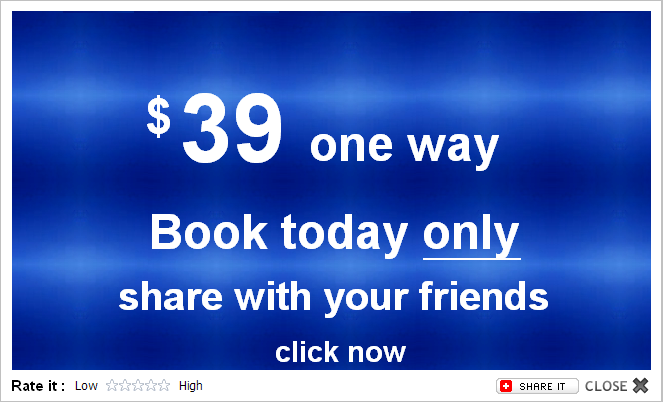 $39 one way
Book today only
share with your friends
click now
Rate it : Low High SHARE IT CLOSE